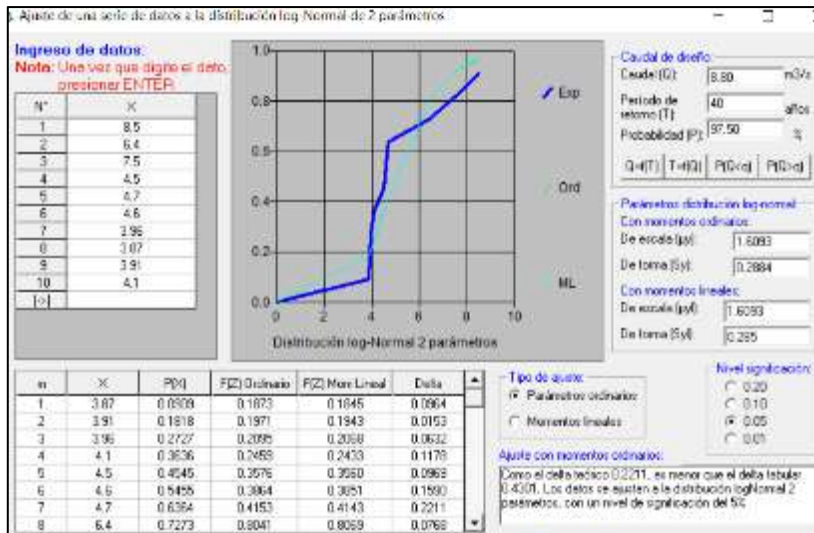 Ajuste de una serie de datos a la distribución log-Normal de 2 parámetros
Ingreso de datos:
Nota: Una vez que digite el dato,
presionar ENTER
N° X
1 8.5
2 6.4
3 7.5
4 4.5
5 4.7
6 4.6
7 3.96
8 3.87
9 3.91
10 4.1
1.0
0.8
0.6
0.4
0.2
0.0
0 2 4 6 8 10
Distribución log-Normal 2 parámetros
Exp
Ord
ML
Caudal de diseño
Caudal (Q): 8.80 m3/s
Período de
retorno (T): 40 años
Probabilidad (P): 97.50 %
Q=f(T) T=f(Q) P(Q<q) P(Q>q)
Parámetros distribución log-normal:
Con momentos ordinarios:
De escala (μy): 1.6093
De forma (Sy): 0.2884
Con momentos lineales:
De escala (μyl): 1.6093
De forma (Syl): 0.285
m X P(X) F(Z) Ordinario F(Z) Mom Lineal Delta
1 3.87 0.0909 0.1873 0.1845 0.0964
2 3.91 0.1818 0.1971 0.1943 0.0153
3 3.96 0.2727 0.2095 0.2068 0.0632
4 4.1 0.3636 0.2459 0.2433 0.1178
5 4.5 0.4545 0.3576 0.3560 0.0969
6 4.6 0.5455 0.3864 0.3851 0.1590
7 4.7 0.6364 0.4153 0.4143 0.2211
8 6.4 0.7273 0.8041 0.8069 0.0768
Tipo de ajuste:
Parámetros ordinarios
Momentos lineales
Nivel significación:
0.20
0.10
0.05
0.01
Ajuste con momentos ordinarios:
Como el delta teórico 0.2211, es menor que el delta tabular
0.4301. Los datos se ajustan a la distribución logNormal 2
parámetros, con un nivel de significación del 5%